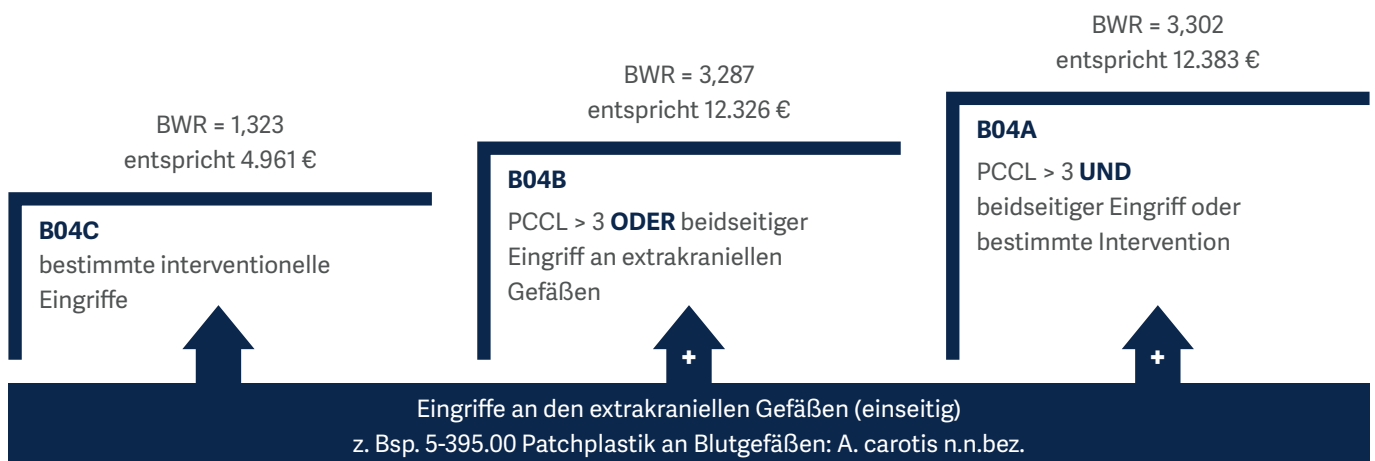 BWR = 1,323
entspricht 4.961 €
B04C
bestimmte interventionelle
Eingriffe
BWR = 3,287
entspricht 12.326 €
B04B
PCCL > 3 ODER beidseitiger
Eingriff an extrakraniellen
Gefäßen
+
BWR = 3,302
entspricht 12.383 €
B04A
PCCL > 3 UND
beidseitiger Eingriff oder
bestimmte Intervention
+
Eingriffe an den extrakraniellen Gefäßen (einseitig)
z. Bsp. 5-395.00 Patchplastik an Blutgefäßen: A. carotis n.n.bez.